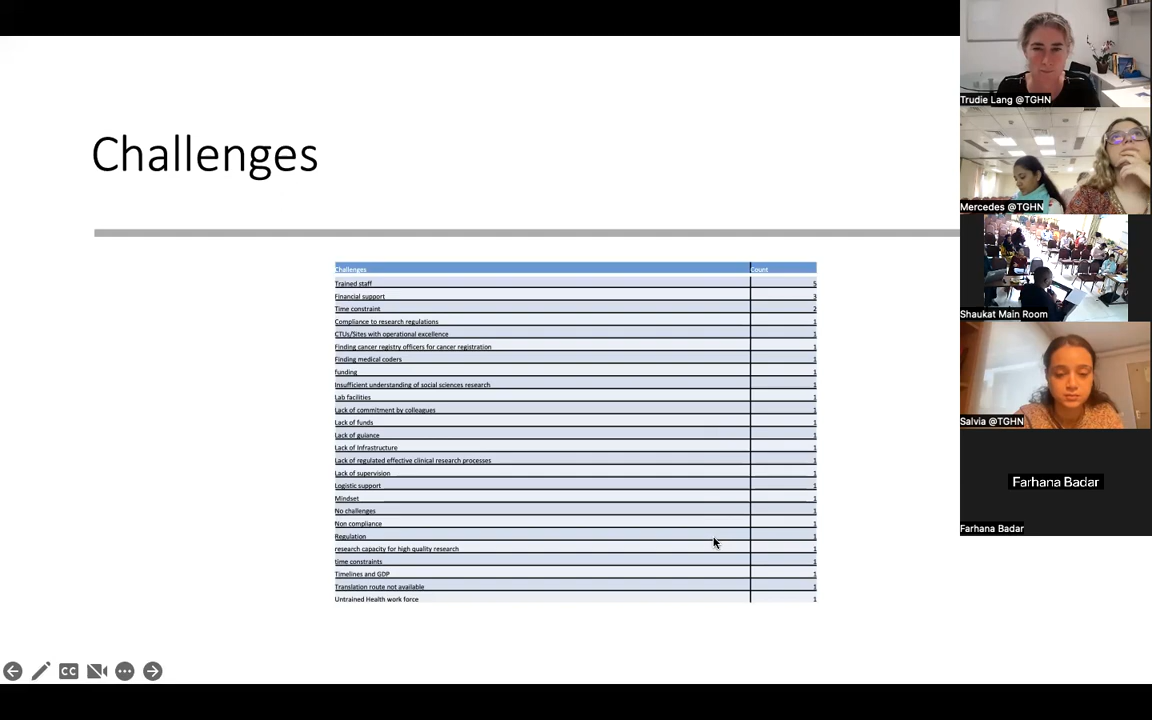 Challenges
Challenges Count
Trained staff 5
Financial support 3
Time constraint 2
Compliance to research regulations 1
CTUs/Sites with operational excellence 1
Finding cancer registry officers for cancer registration 1
Finding medical coders 1
funding 1
Insufficient understanding of social sciences research 1
Lab facilities 1
Lack of commitment by colleagues 1
Lack of funds 1
Lack of guiance 1
Lack of Infrastructure 1
Lack of regulated effective clinical research processes 1
Lack of supervision 1
Logistic support 1
Mindset 1
No challenges 1
Non compliance 1
Regulation 1
research capacity for high quality research 1
time constraints 1
Timelines and GDP 1
Translation route not available 1
Untrained Health work force 1
CC
Trudie Lang @TGHN
Mercedes @TGHN
Shaukat Main Room
Salvia @TGHN
Farhana Badar
Farhana Badar